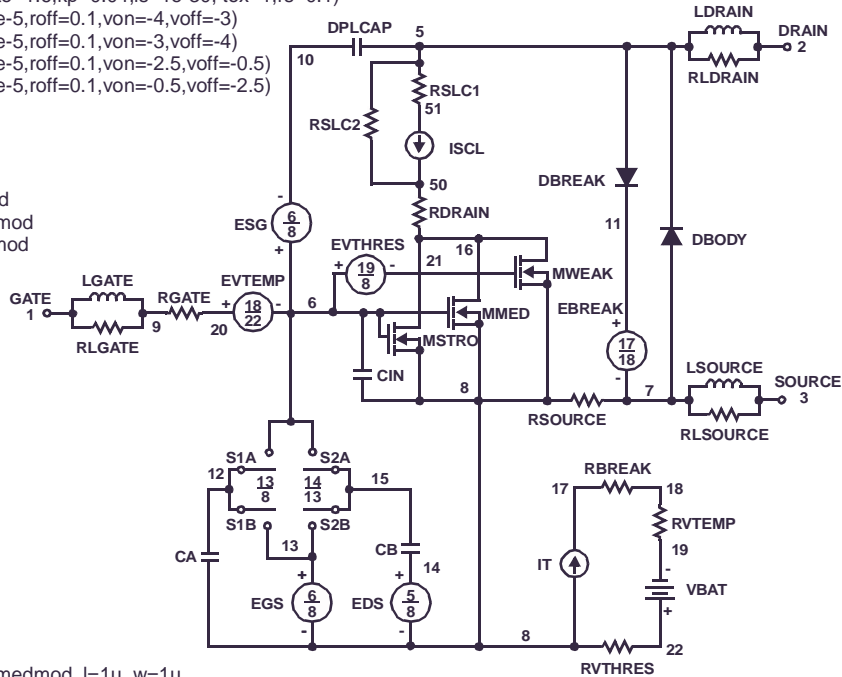 e-5,roff=0.1,von=-4,voff=-3)
e-5,roff=0.1,von=-3,voff=-4)
e-5,roff=0.1,von=-2.5,voff=-0.5)
e-5,roff=0.1,von=-0.5,voff=-2.5)
d
mod
mod
DPLCAP
5
LDRAIN
DRAIN
2
10
RLDRAIN
RSLC1
51
RSLC2
ISCL
50
DBREAK
RDRAIN
ESG
6
8
-
+
11
DBODY
EVTHRES
+
19
8
-
21
16
MWEAK
LGATE
EVTEMP
GATE
1
RGATE
+
18
22
-
6
MMED
EBREAK
+
RLGATE
9
20
MSTRO
17
18
-
CIN
8
7
LSOURCE
SOURCE
3
RSOURCE
RLSOURCE
S1A
S2A
12
13
8
14
13
15
S1B
S2B
13
RBREAK
17
18
RVTEMP
CA
CB
14
IT
19
-
VBAT
+
+
EGS
6
8
-
+
EDS
5
8
-
8
22
RVTHRES
medmod l=1u w=1u